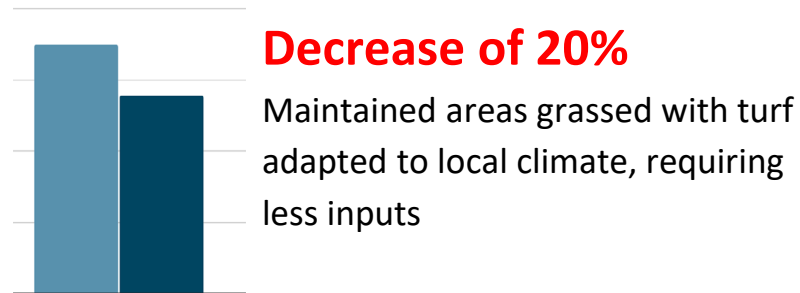 Decrease of 20%
Maintained areas grassed with turf
adapted to local climate, requiring
less inputs